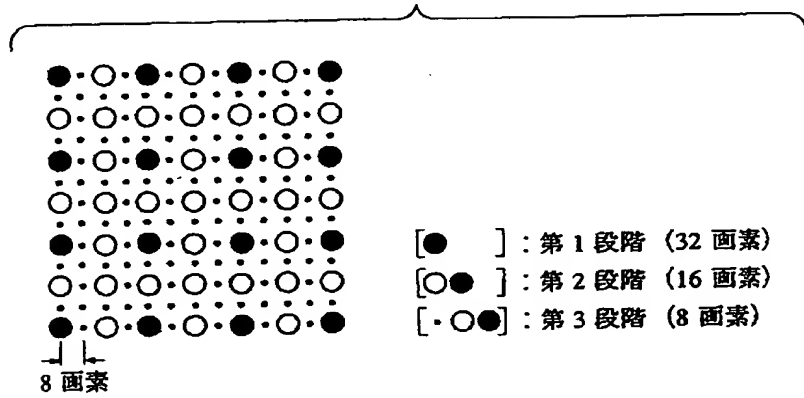 [● ] : 第 1 段階 (32 画素)
[○●] : 第 2 段階 (16 画素)
[・○●] : 第 3 段階 (8 画素)
8 画素